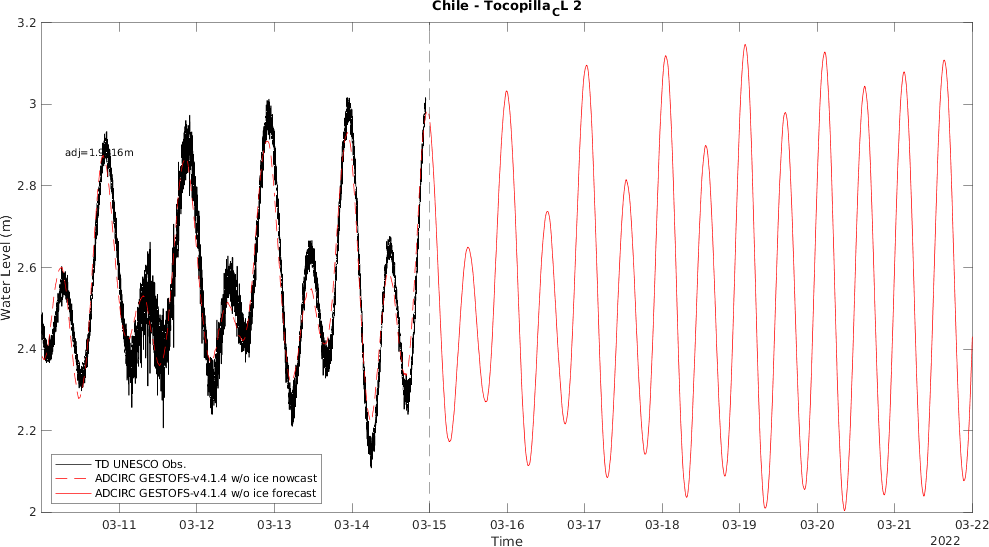 Chile - Tocopilla_CL 2
3.2
3
2.8
2.6
2.4
2.2
2
Water Level (m)
TD UNESCO Obs.
ADCIRC GESTOFS-v4.1.4 w/o ice nowcast
ADCIRC GESTOFS-v4.1.4 w/o ice forecast
03-11 03-12 03-13 03-14 03-15 03-16 03-17 03-18 03-19 03-20 03-21 03-22
Time
2022